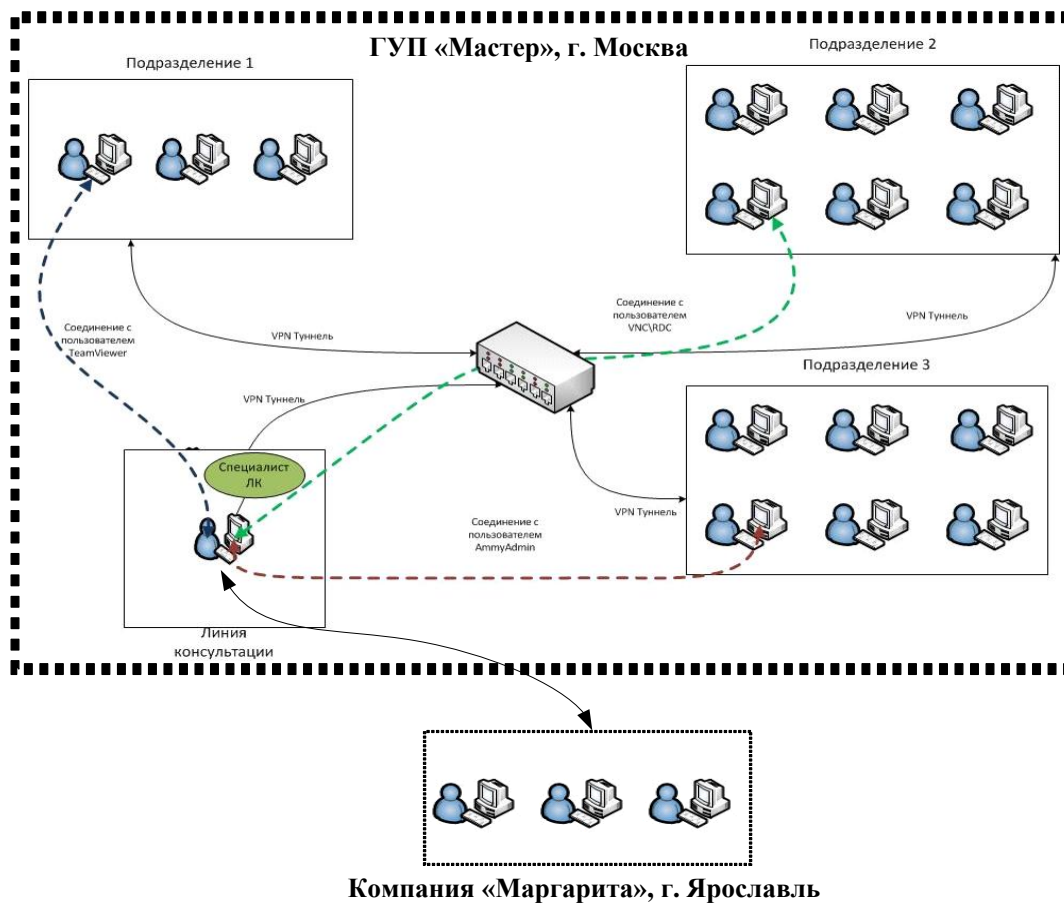 ГУП «Мастер», г. Москва
Подразделение 1
Подразделение 2
Соединение с
пользователем
TeamViewer
VPN Туннель
Соединение с
пользователем
VNC\RDC
VPN Туннель
Подразделение 3
VPN Туннель
Специалист
ЛК
VPN Туннель
Соединение с
пользователем
AmmyAdmin
Линия
консультации
Компания «Маргарита», г. Ярославль